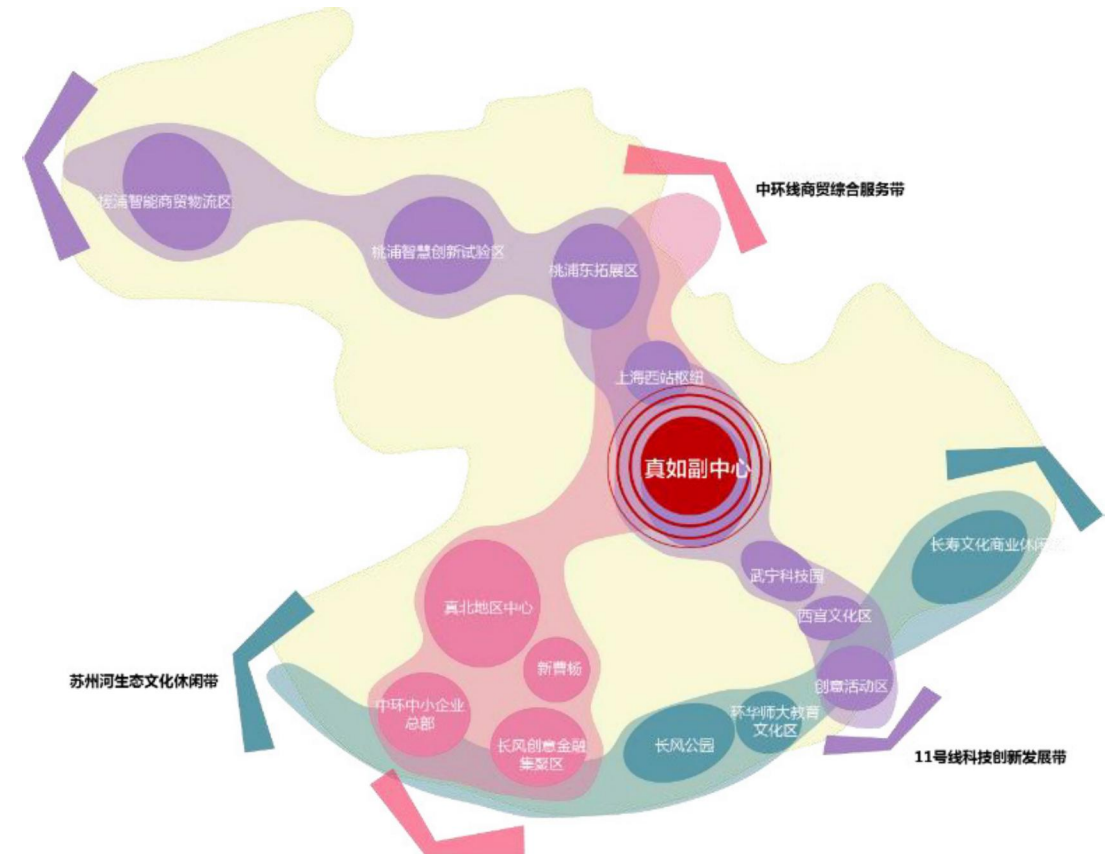 中环线商贸综合服务带
桃浦智能商贸物流区
桃浦智慧创新试验区
桃浦东拓展区
上海西站枢纽
真如副中心
长寿文化商业休闲
武宁科技园
真北地区中心
西宫文化区
新曹杨
苏州河生态文化休闲带
创意活动区
中环中小企业
总部
环华师大教育
文化区
长风公园
长风创意金融
集聚区
11号线科技创新发展带